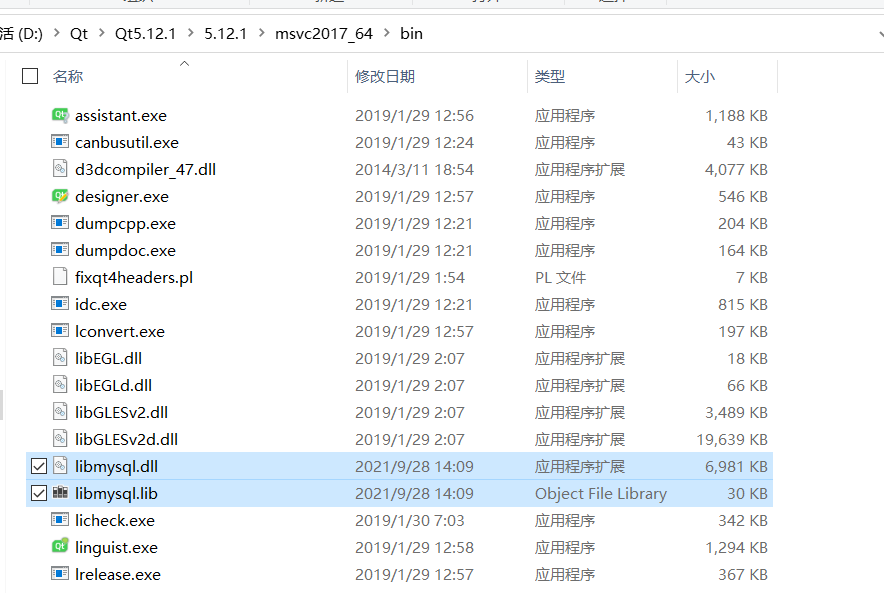 活 (D:) > Qt > Qt5.12.1 > 5.12.1 > msvc2017_64 > bin
名称 修改日期 类型 大小
assistant.exe 2019/1/29 12:56 应用程序 1,188 KB
canbusutil.exe 2019/1/29 12:24 应用程序 43 KB
d3dcompiler_47.dll 2014/3/11 18:54 应用程序扩展 4,077 KB
designer.exe 2019/1/29 12:57 应用程序 546 KB
dumpcpp.exe 2019/1/29 12:21 应用程序 204 KB
dumpdoc.exe 2019/1/29 12:21 应用程序 164 KB
fixqt4headers.pl 2019/1/29 1:54 PL 文件 7 KB
idc.exe 2019/1/29 12:21 应用程序 815 KB
lconvert.exe 2019/1/29 12:57 应用程序 197 KB
libEGL.dll 2019/1/29 2:07 应用程序扩展 18 KB
libEGLd.dll 2019/1/29 2:07 应用程序扩展 66 KB
libGLESv2.dll 2019/1/29 2:07 应用程序扩展 3,489 KB
libGLESv2d.dll 2019/1/29 2:07 应用程序扩展 19,639 KB
libmysql.dll 2021/9/28 14:09 应用程序扩展 6,981 KB
libmysql.lib 2021/9/28 14:09 Object File Library 30 KB
licheck.exe 2019/1/30 7:03 应用程序 342 KB
linguist.exe 2019/1/29 12:58 应用程序 1,294 KB
lrelease.exe 2019/1/29 12:57 应用程序 367 KB